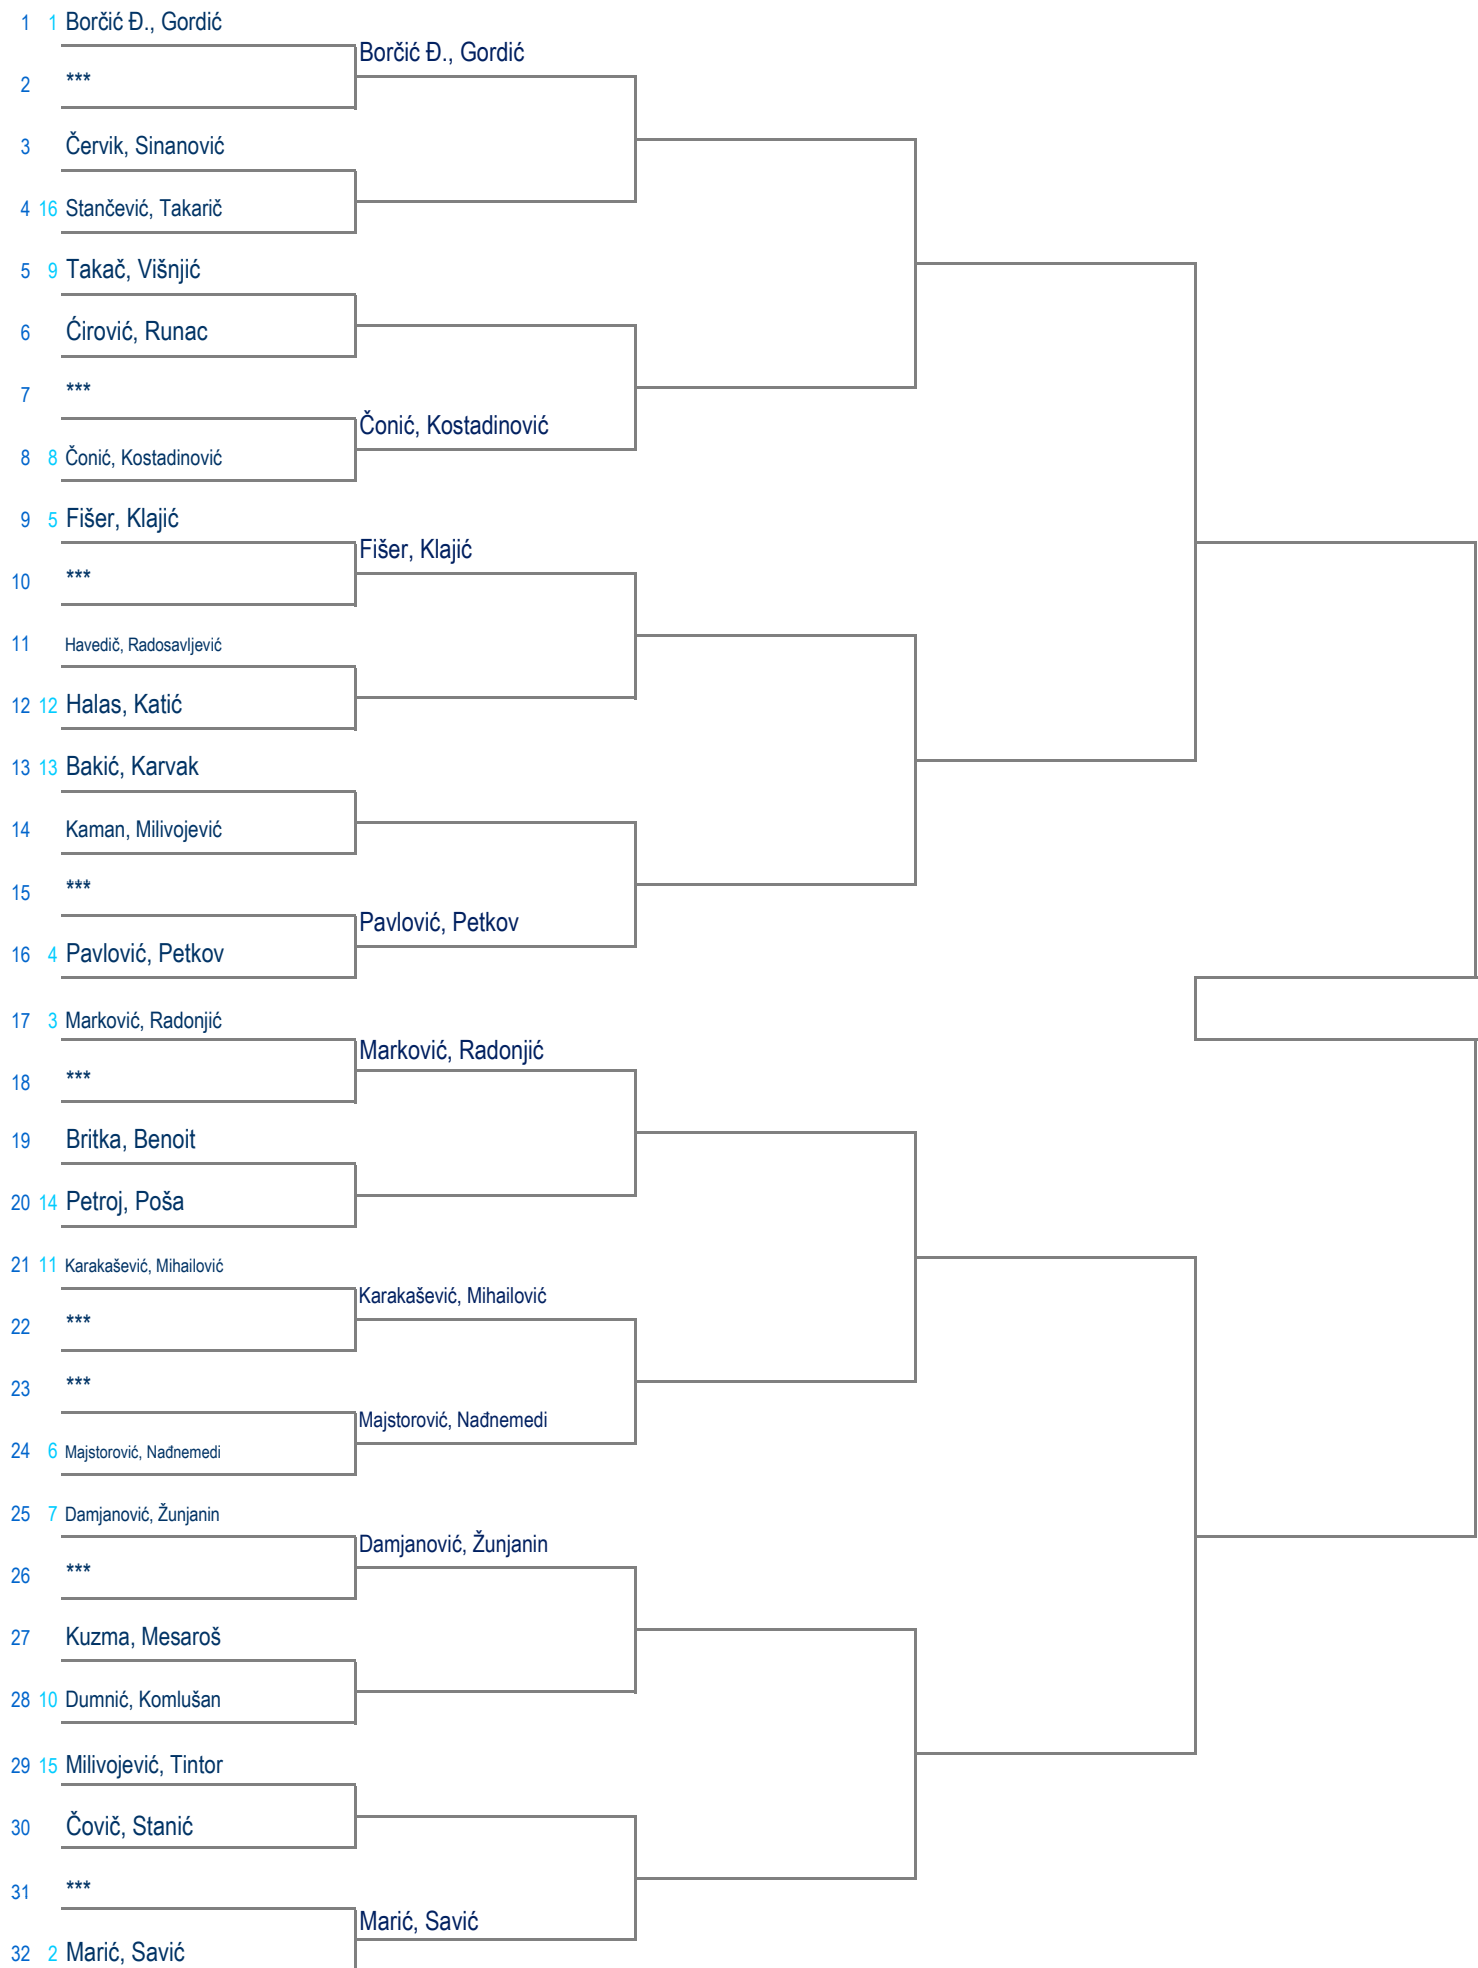 1 1 Borčić Đ., Gordić
Borčić Đ., Gordić
2 ***
3 Červik, Sinanović
4 16 Stančević, Takarič
5 9 Takač, Višnjić
6 Ćirović, Runac
7 ***
Čonić, Kostadinović
8 8 Čonić, Kostadinović
9 5 Fišer, Klajić
Fišer, Klajić
10 ***
11 Havedič, Radosavljević
12 12 Halas, Katić
13 13 Bakić, Karvak
14 Kaman, Milivojević
15 ***
Pavlović, Petkov
16 4 Pavlović, Petkov
17 3 Marković, Radonjić
Marković, Radonjić
18 ***
19 Britka, Benoit
20 14 Petroj, Poša
21 11 Karakašević, Mihailović
Karakašević, Mihailović
22 ***
23 ***
Majstorović, Nađnemedi
24 6 Majstorović, Nađnemedi
25 7 Damjanović, Žunjanin
Damjanović, Žunjanin
26 ***
27 Kuzma, Mesaroš
28 10 Dumnić, Komlušan
29 15 Milivojević, Tintor
30 Čovič, Stanić
31 ***
Marić, Savić
32 2 Marić, Savić